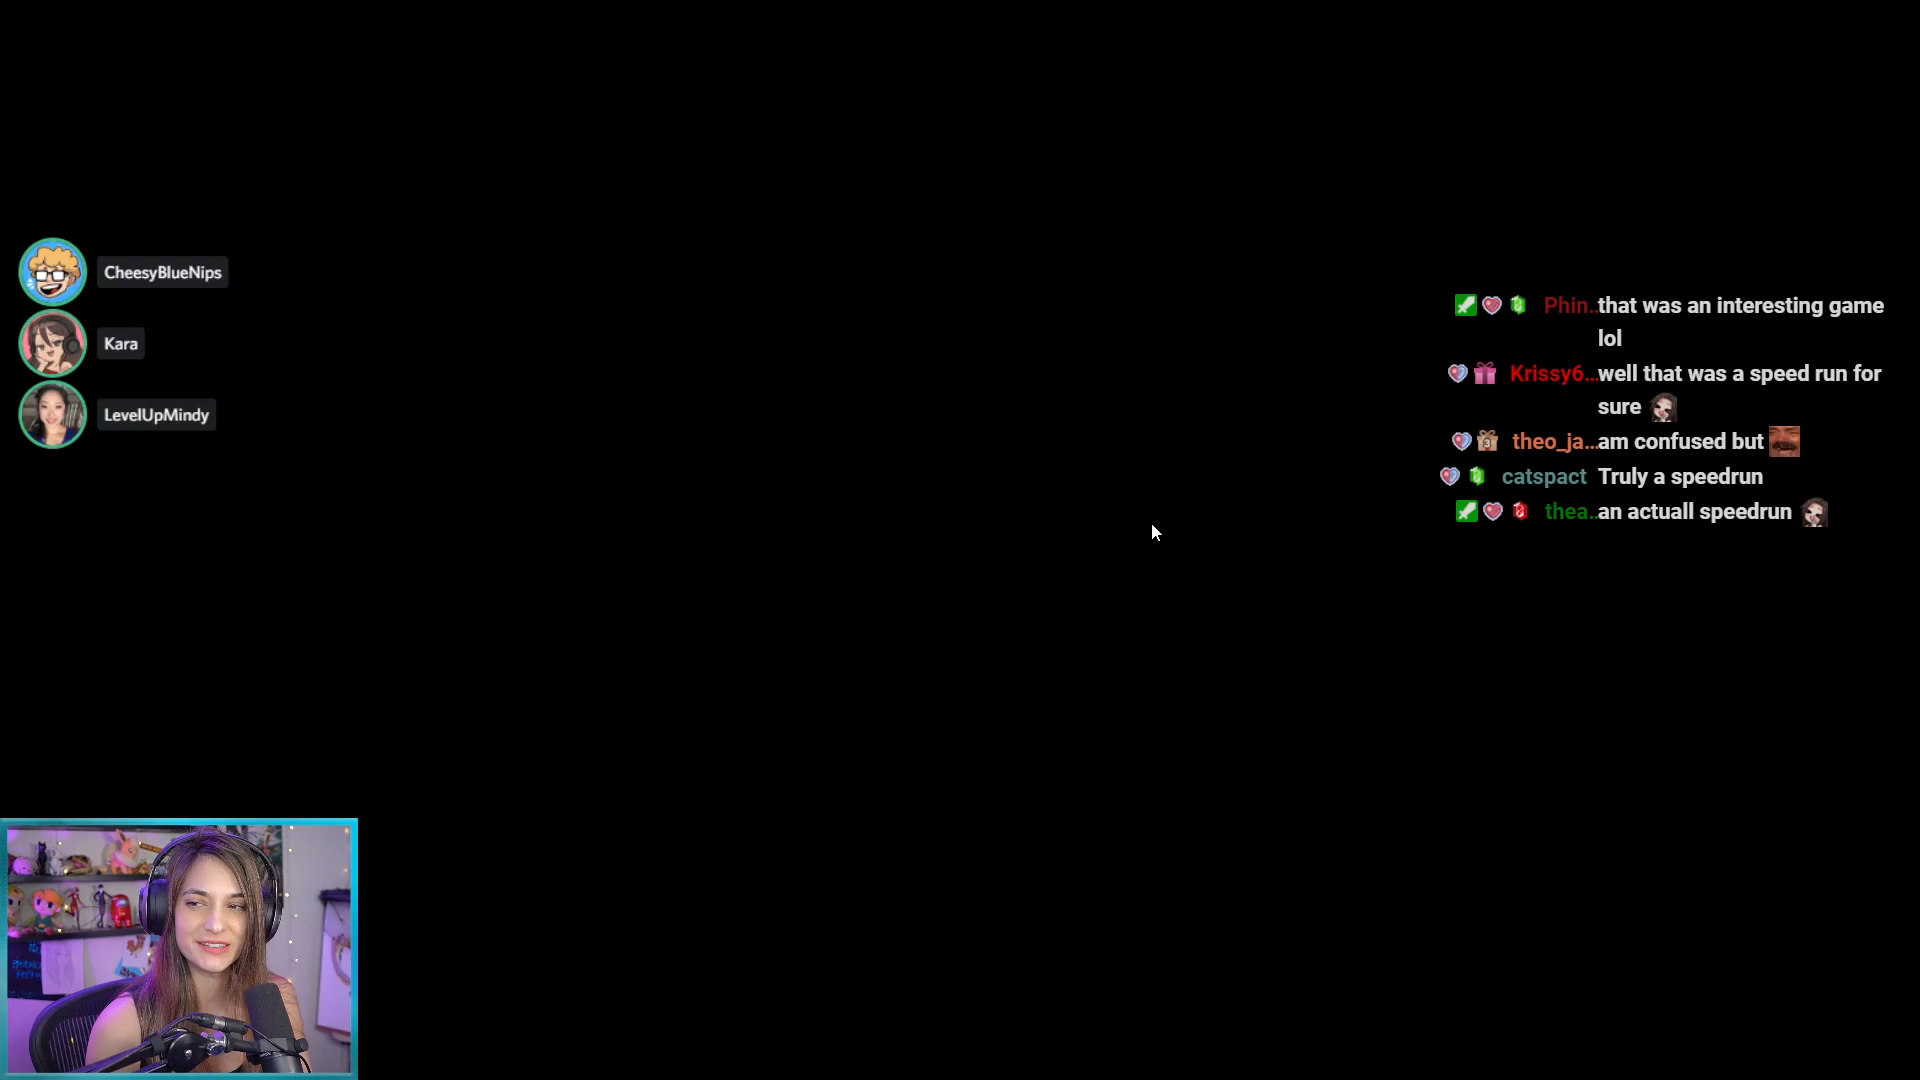 CheesyBlueNips
Kara
LevelUpMindy
Phin..that was an interesting game
lol
Krissy6...well that was a speed run for
sure
theo_ja...am confused but
catspact Truly a speedrun
thea..an actuall speedrun